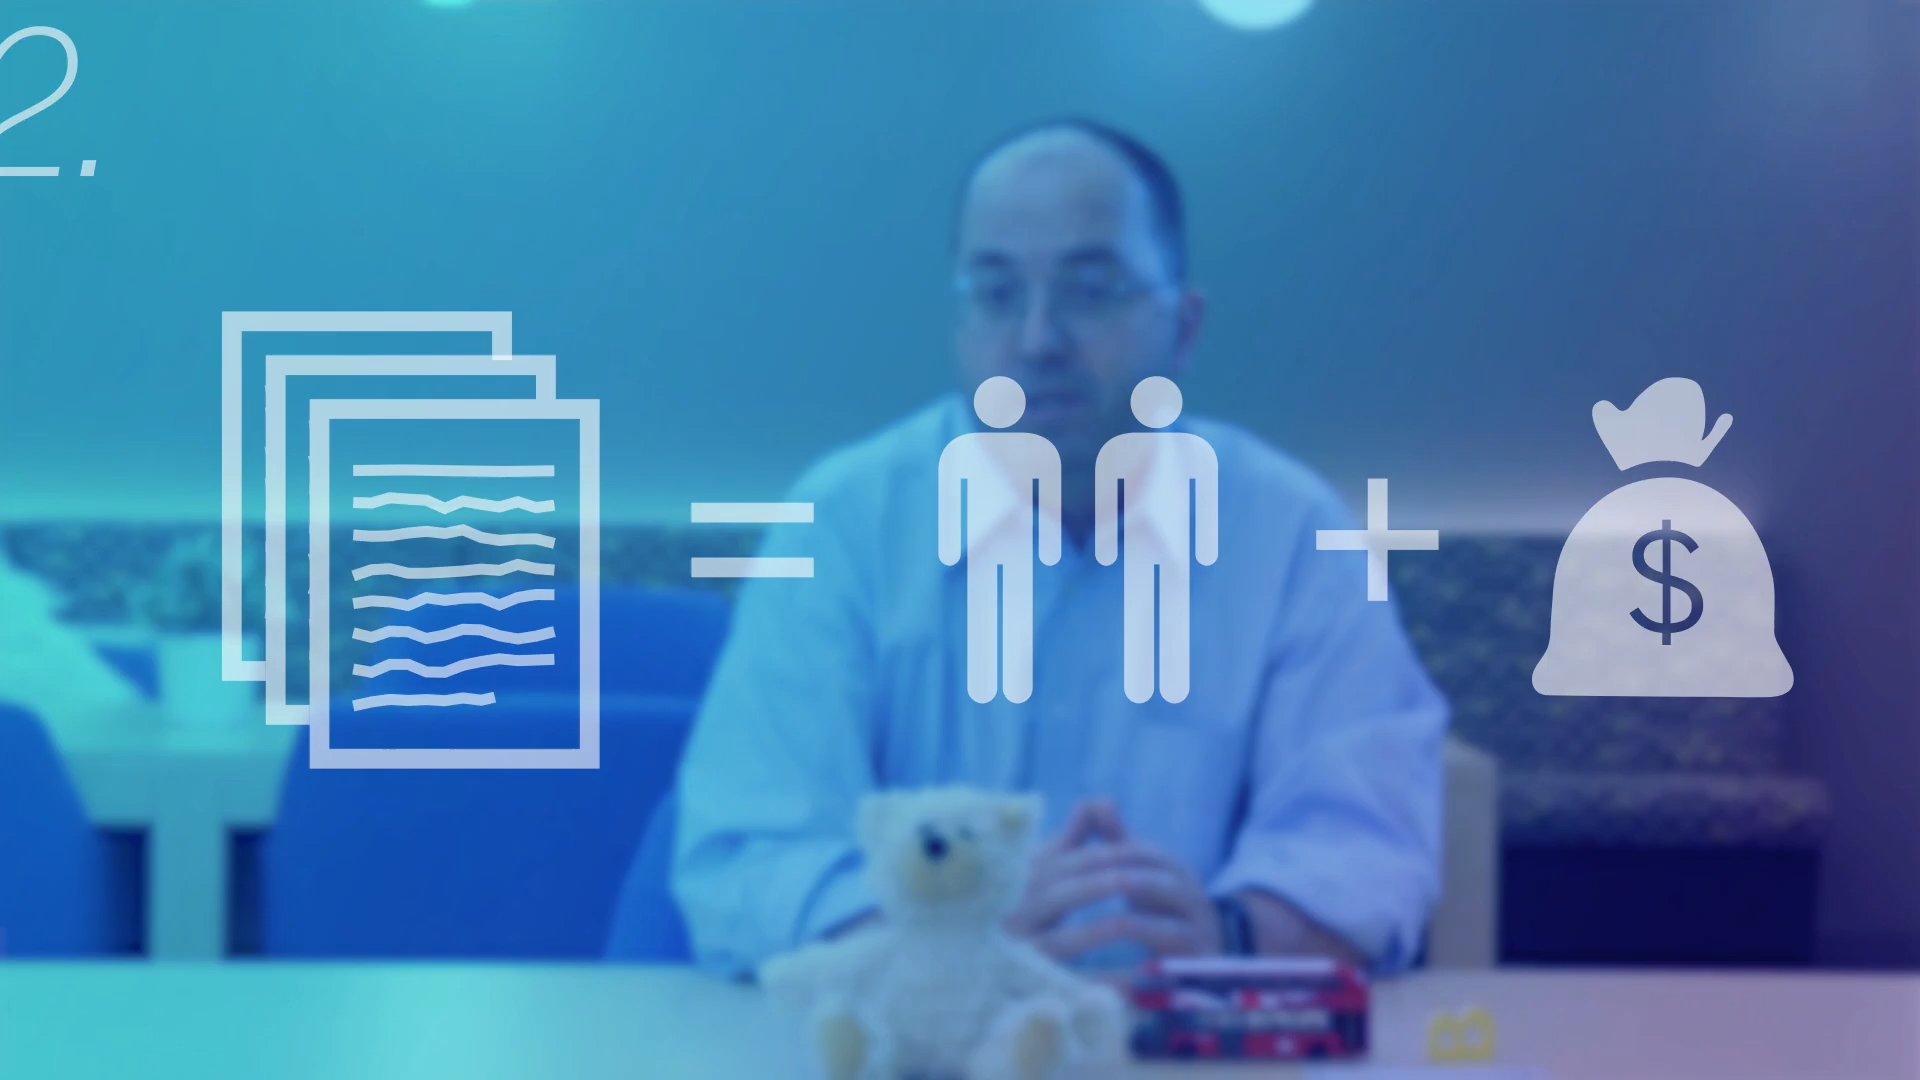 2.
=
+
$